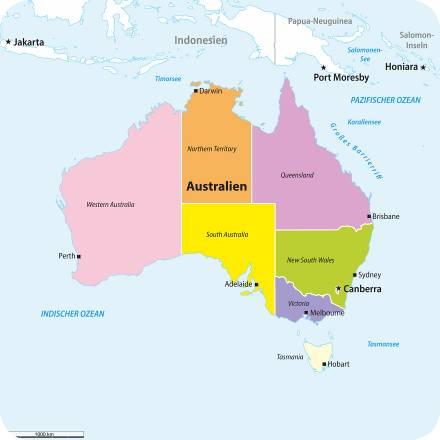 Papua-Neuguinea
Salomon-
Inseln
★ Jakarta
Indonesien
Salomonen-
See
Honiara ★
Port Moresby
Timorsee
Darwin
PAZIFISCHER OZEAN
Korallensee
Großes Barriereriff
Northern Territory
Queensland
Australien
Western Australia
Brisbane
South Australia
New South Wales
Perth
Sydney
Adelaide
Canberra
Victoria
Melbourne
INDISCHER OZEAN
Tasmansee
Tasmania
Hobart
1000 km